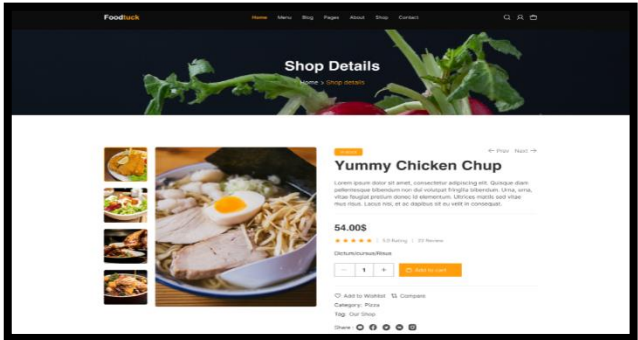 Foodtuck
Home Menu Blog Pages About Shop Contact
Shop Details
Home > Shop details
← Prev Next →
Yummy Chicken Chup
Lorem ipsum dolor sit amet, consectetur adipiscing elit. Quisque diam
pellentesque bibendum non dui volutpat fringilla bibendum. Urna, urna,
vitae feugiat pretium donec id elementum. Ultrices mattis sed vitae
mus risus. Lacus nisi, et ac dapibus sit eu velit in consequat.
54.00$
5.0 Rating | 22 Review
Dictum/cursus/Risus
− 1 + Add to cart
Add to Wishlist Compare
Category: Pizza
Tag: Our Shop
Share :